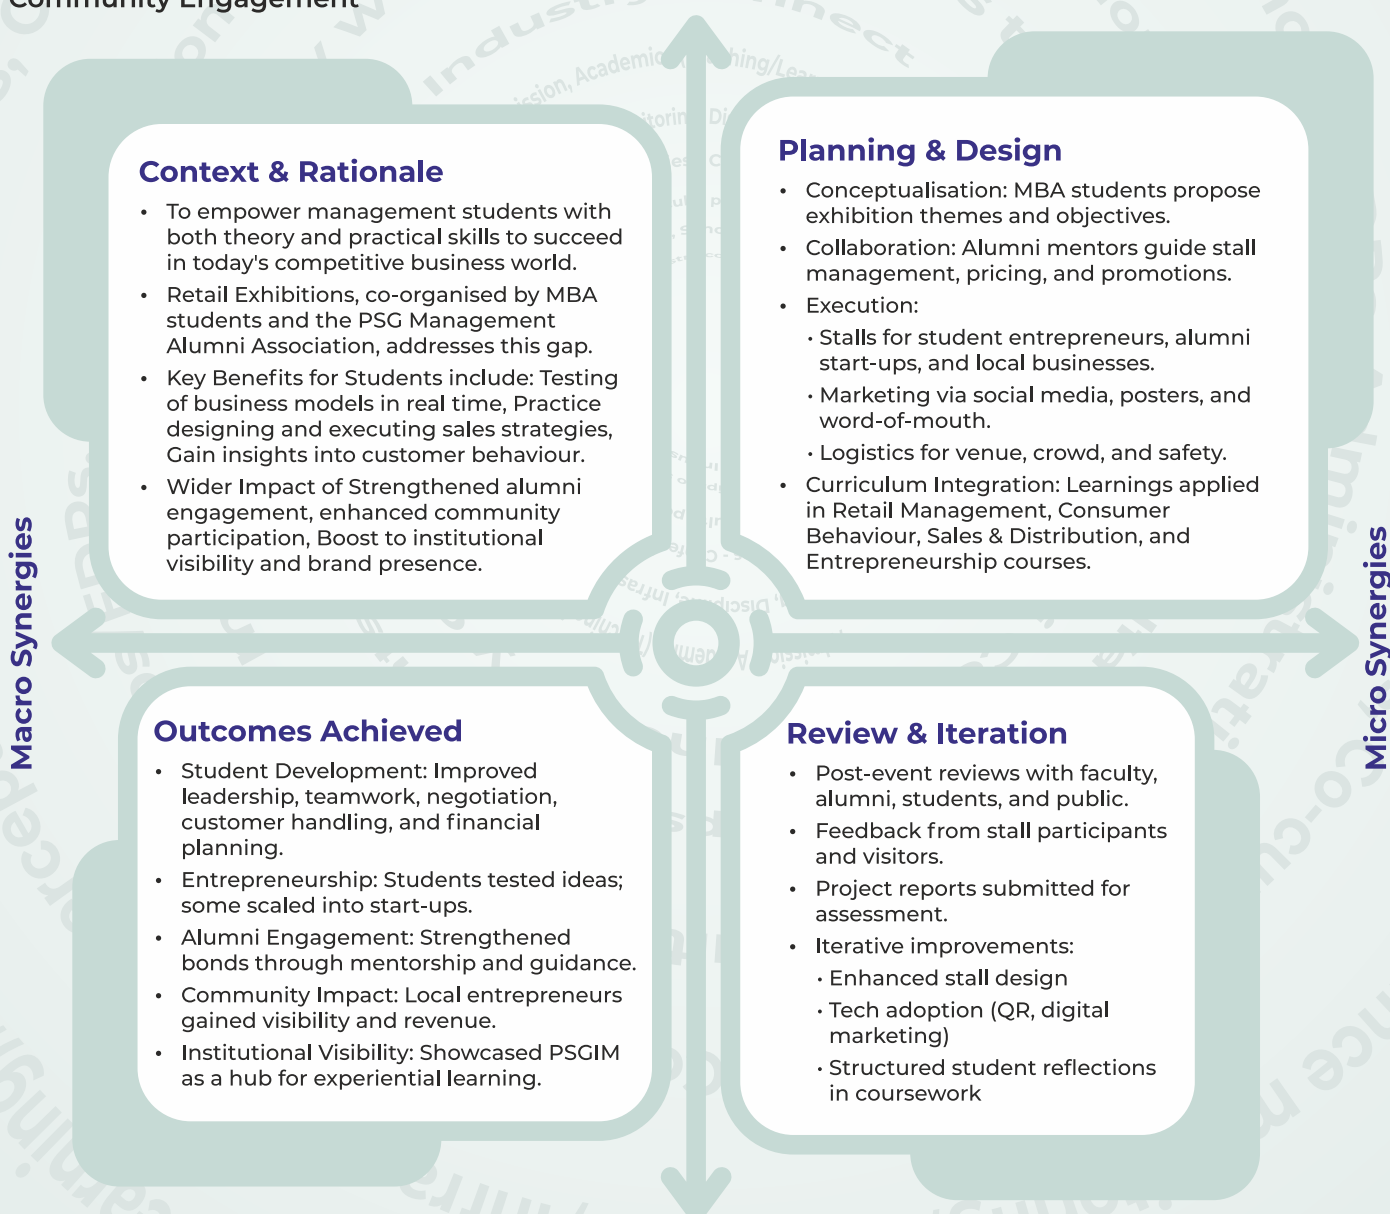 Community Engagement
Context & Rationale
• To empower management students with
both theory and practical skills to succeed
in today's competitive business world.
• Retail Exhibitions, co-organised by MBA
students and the PSG Management
Alumni Association, addresses this gap.
• Key Benefits for Students include: Testing
of business models in real time, Practice
designing and executing sales strategies,
Gain insights into customer behaviour.
• Wider Impact of Strengthened alumni
engagement, enhanced community
participation, Boost to institutional
visibility and brand presence.
Planning & Design
• Conceptualisation: MBA students propose
exhibition themes and objectives.
• Collaboration: Alumni mentors guide stall
management, pricing, and promotions.
• Execution:
• Stalls for student entrepreneurs, alumni
start-ups, and local businesses.
• Marketing via social media, posters, and
word-of-mouth.
• Logistics for venue, crowd, and safety.
• Curriculum Integration: Learnings applied
in Retail Management, Consumer
Behaviour, Sales & Distribution, and
Entrepreneurship courses.
Macro Synergies
Micro Synergies
Outcomes Achieved
• Student Development: Improved
leadership, teamwork, negotiation,
customer handling, and financial
planning.
• Entrepreneurship: Students tested ideas;
some scaled into start-ups.
• Alumni Engagement: Strengthened
bonds through mentorship and guidance.
• Community Impact: Local entrepreneurs
gained visibility and revenue.
• Institutional Visibility: Showcased PSGIM
as a hub for experiential learning.
Review & Iteration
• Post-event reviews with faculty,
alumni, students, and public.
• Feedback from stall participants
and visitors.
• Project reports submitted for
assessment.
• Iterative improvements:
• Enhanced stall design
• Tech adoption (QR, digital
marketing)
• Structured student reflections
in coursework